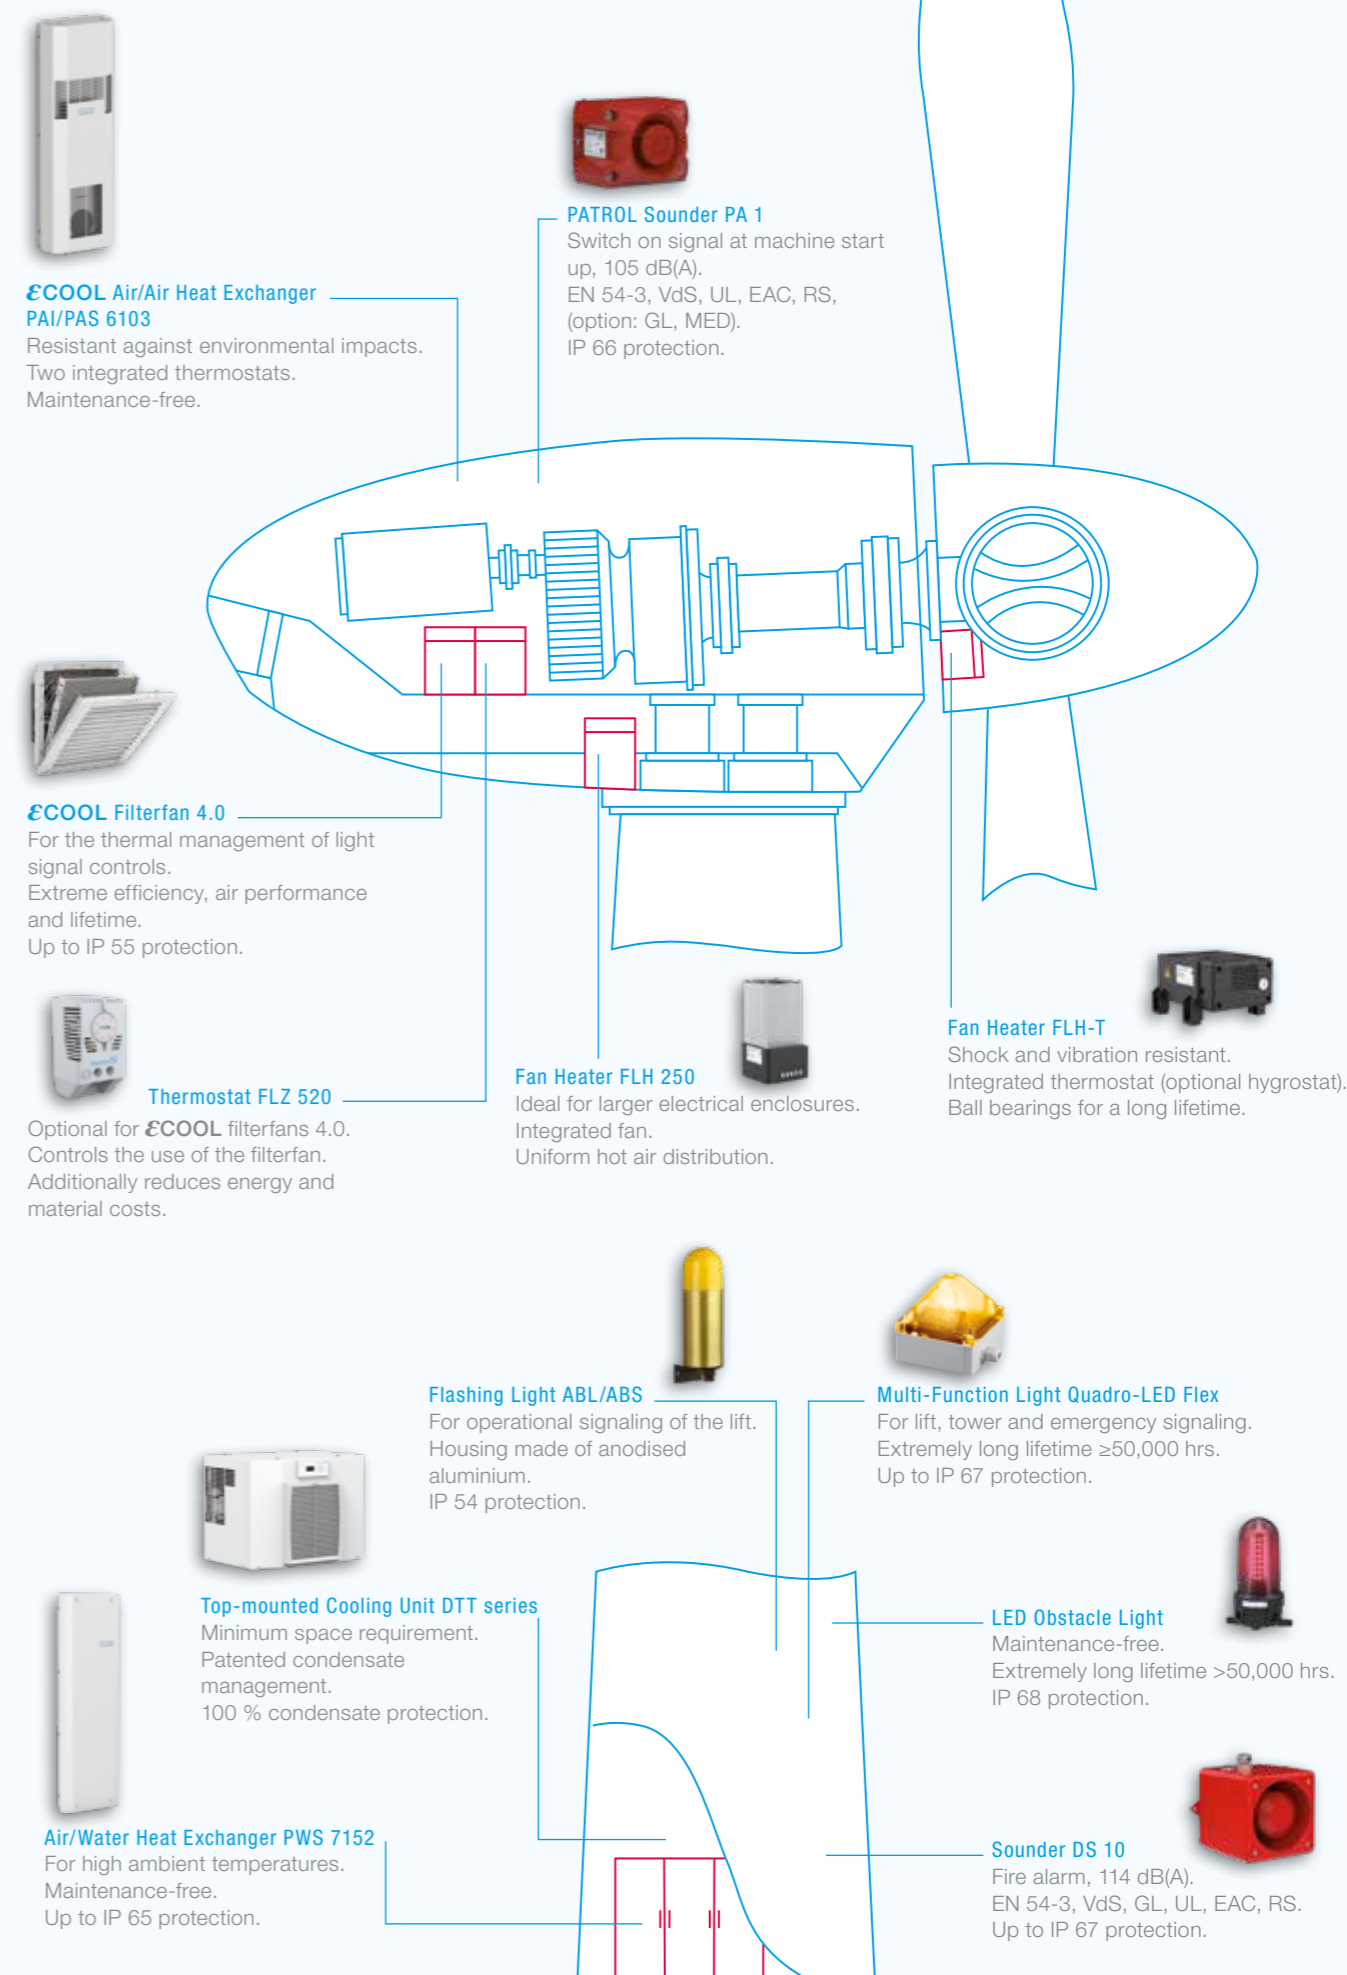 PATROL Sounder PA 1
Switch on signal at machine start
up, 105 dB(A).
EN 54-3, VdS, UL, EAC, RS,
(option: GL, MED).
IP 66 protection.
εCOOL Air/Air Heat Exchanger
PAI/PAS 6103
Resistant against environmental impacts.
Two integrated thermostats.
Maintenance-free.
εCOOL Filterfan 4.0
For the thermal management of light
signal controls.
Extreme efficiency, air performance
and lifetime.
Up to IP 55 protection.
Thermostat FLZ 520
Optional for εCOOL filterfans 4.0.
Controls the use of the filterfan.
Additionally reduces energy and
material costs.
Fan Heater FLH 250
Ideal for larger electrical enclosures.
Integrated fan.
Uniform hot air distribution.
Fan Heater FLH-T
Shock and vibration resistant.
Integrated thermostat (optional hygrostat).
Ball bearings for a long lifetime.
Flashing Light ABL/ABS
For operational signaling of the lift.
Housing made of anodised
aluminium.
IP 54 protection.
Multi-Function Light Quadro-LED Flex
For lift, tower and emergency signaling.
Extremely long lifetime ≥50,000 hrs.
Up to IP 67 protection.
Top-mounted Cooling Unit DTT series
Minimum space requirement.
Patented condensate
management.
100 % condensate protection.
LED Obstacle Light
Maintenance-free.
Extremely long lifetime >50,000 hrs.
IP 68 protection.
Air/Water Heat Exchanger PWS 7152
For high ambient temperatures.
Maintenance-free.
Up to IP 65 protection.
Sounder DS 10
Fire alarm, 114 dB(A).
EN 54-3, VdS, GL, UL, EAC, RS.
Up to IP 67 protection.